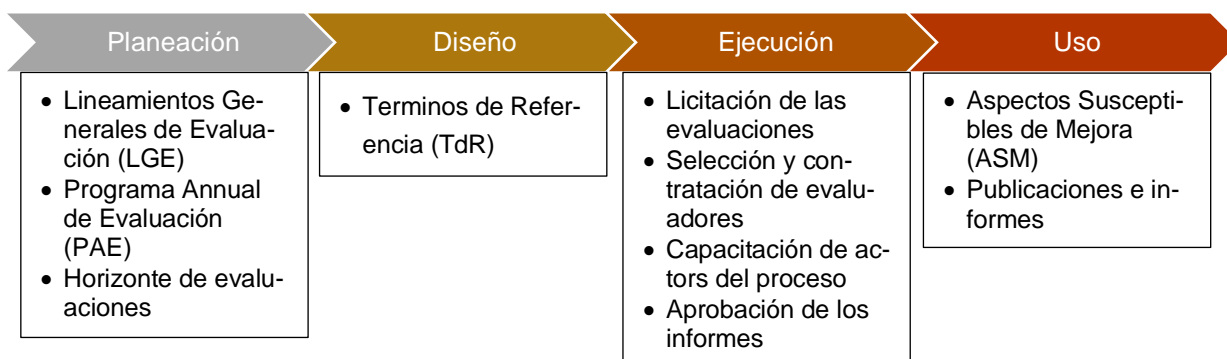 Planeación
• Lineamientos Ge-
nerales de Evalua-
ción (LGE)
• Programa Annual
de Evaluación
(PAE)
• Horizonte de evalu-
aciones
Diseño
• Terminos de Refer-
encia (TdR)
Ejecución
• Licitación de las
evaluaciones
• Selección y con-
tratación de evalu-
adores
• Capacitación de ac-
tors del proceso
• Aprobación de los
informes
Uso
• Aspectos Suscepti-
bles de Mejora
(ASM)
• Publicaciones e in-
formes